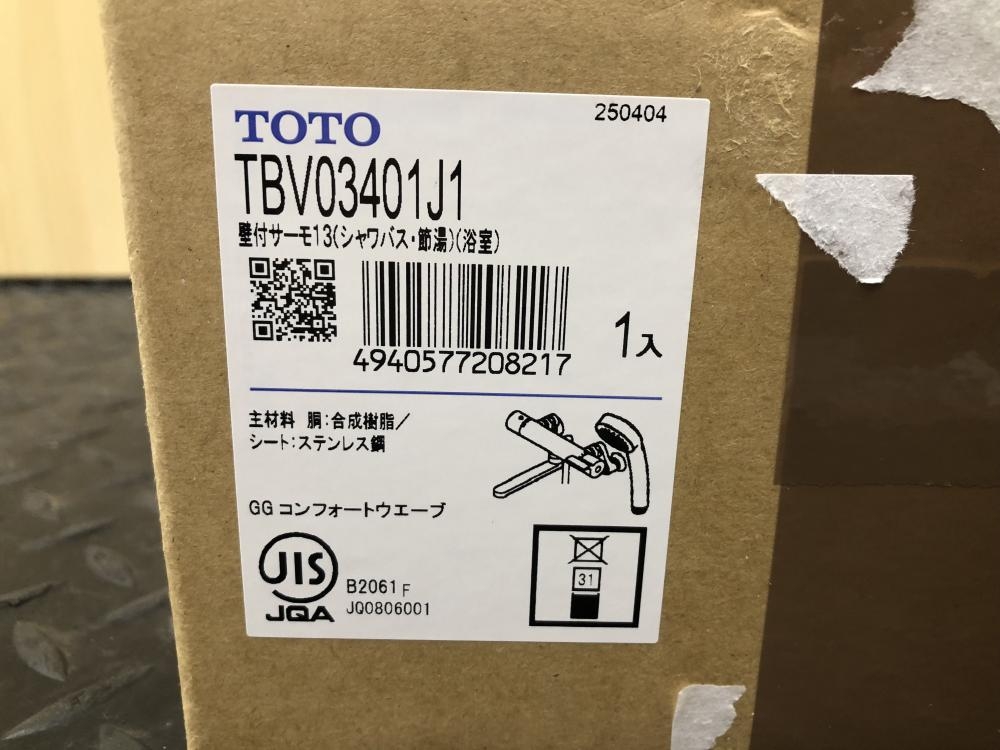 TOTO
250404
TBV03401J1
壁付サーモ13(シャワバス・節湯)(浴室)
4940577208217
1入
主材料 胴:合成樹脂/
シート:ステンレス鋼
GG コンフォートウエーブ
JIS
JQA
B2061 F
JQ0806001
31